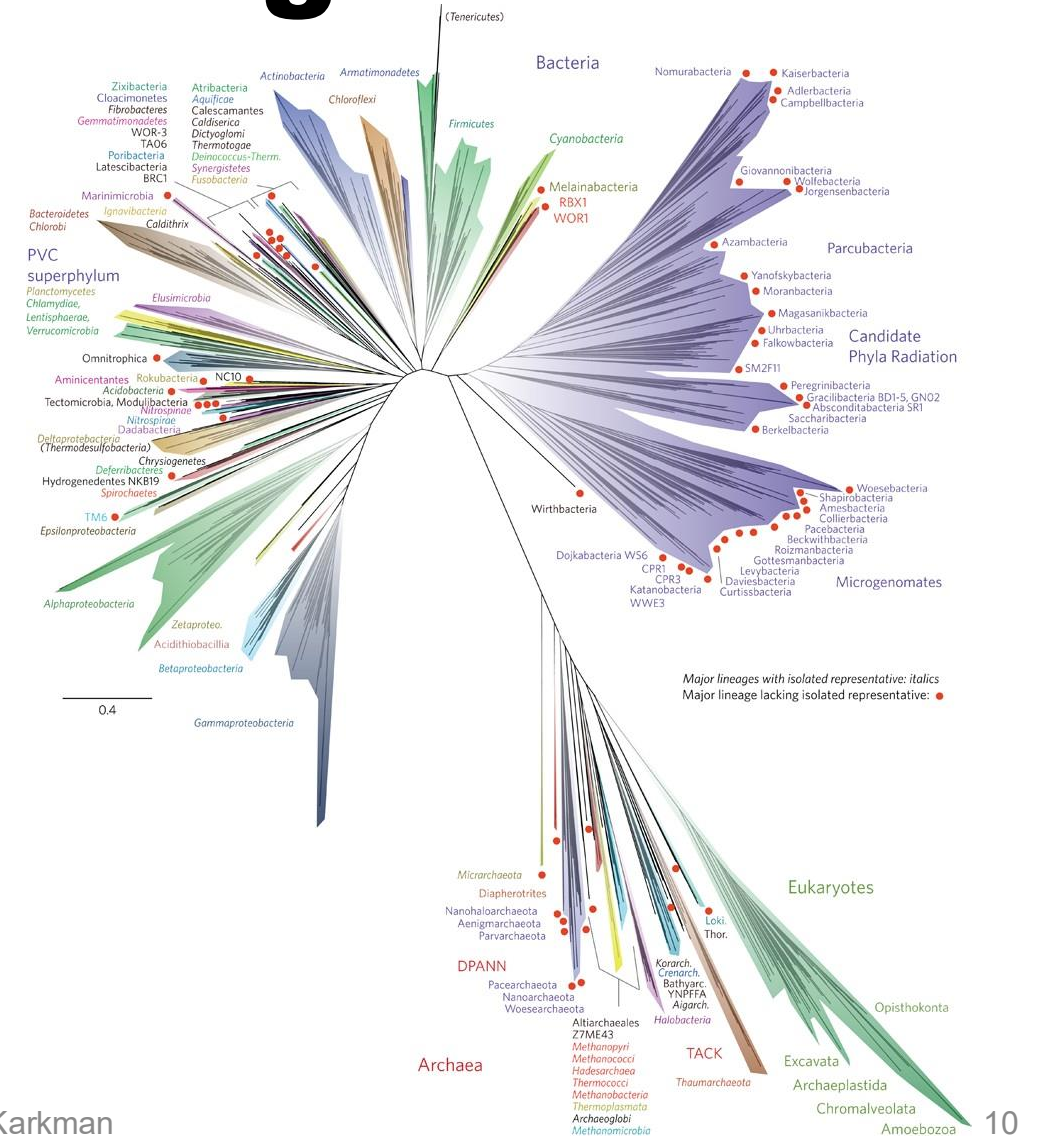 (Tenericutes)
Bacteria
Actinobacteria
Armatimonadetes
Chloroflexi
Firmicutes
Cyanobacteria
Melainabacteria
RBX1
WOR1
Zixibacteria
Cloacimonetes
Fibrobacteres
Gemmatimonadetes
WOR-3
TA06
Poribacteria
Latescibacteria
BRC1
Atribacteria
Aquificae
Calescamantes
Caldiserica
Dictyoglomi
Thermotogae
Deinococcus-Therm.
Synergistetes
Fusobacteria
Marinimicrobia
Bacteroidetes
Chlorobi
Ignavibacteria
Caldithrix
PVC
superphylum
Planctomycetes
Chlamydiae,
Lentisphaerae,
Verrucomicrobia
Elusimicrobia
Omnitrophica
Aminicentantes
Rokubacteria
NC10
Acidobacteria
Tectomicrobia, Modulibacteria
Nitrospinae
Nitrospirae
Dadabacteria
Deltaprotebacteria
(Thermodesulfobacteria)
Chrysiogenetes
Deferribacteres
Hydrogenedentes NKB19
Spirochaetes
TM6
Epsilonproteobacteria
Alphaproteobacteria
Zetaproteo.
Acidithiobacillia
Betaproteobacteria
Gammaproteobacteria
0.4
Nomurabacteria
Kaiserbacteria
Adlerbacteria
Campbellbacteria
Giovannonibacteria
Wolfebacteria
Jorgensenbacteria
Azambacteria
Parcubacteria
Yanofskybacteria
Moranbacteria
Magasanikbacteria
Uhrbacteria
Falkowbacteria
Candidate
Phyla Radiation
SM2F11
Peregrinibacteria
Gracilibacteria BD1-5, GN02
Absconditabacteria SR1
Saccharibacteria
Berkelbacteria
Woesebacteria
Shapirobacteria
Amesbacteria
Collierbacteria
Pacebacteria
Beckwithbacteria
Roizmanbacteria
Gottesmanbacteria
Levybacteria
Daviesbacteria
Curtissbacteria
Microgenomates
Wirthbacteria
Dojkabacteria WS6
CPR1
CPR3
Katanobacteria
WWE3
Major lineages with isolated representative: italics
Major lineage lacking isolated representative:
Micrarchaeota
Diapherotrites
Nanohaloarchaeota
Aenigmarchaeota
Parvarchaeota
DPANN
Pacearchaeota
Nanoarchaeota
Woesearchaeota
Altiarchaeales
Z7ME43
Methanopyri
Methanococci
Hadesarchaea
Thermococci
Methanobacteria
Thermoplasmata
Archaeoglobi
Methanomicrobia
Halobacteria
Korarch.
Crenarch.
Bathyarc.
YNPFFA
Aigarch.
Loki.
Thor.
TACK
Thaumarchaeota
Archaea
Eukaryotes
Opisthokonta
Excavata
Archaeplastida
Chromalveolata
Amoebozoa
Karkman
10